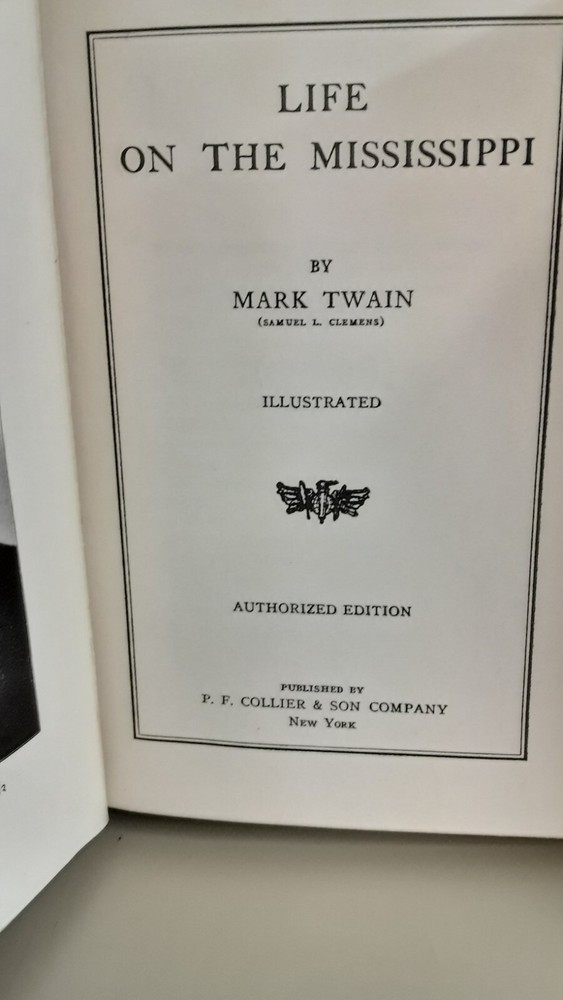 LIFE
ON THE MISSISSIPPI
BY
MARK TWAIN
(SAMUEL L. CLEMENS)
ILLUSTRATED
AUTHORIZED EDITION
PUBLISHED BY
P. F. COLLIER & SON COMPANY
NEW YORK